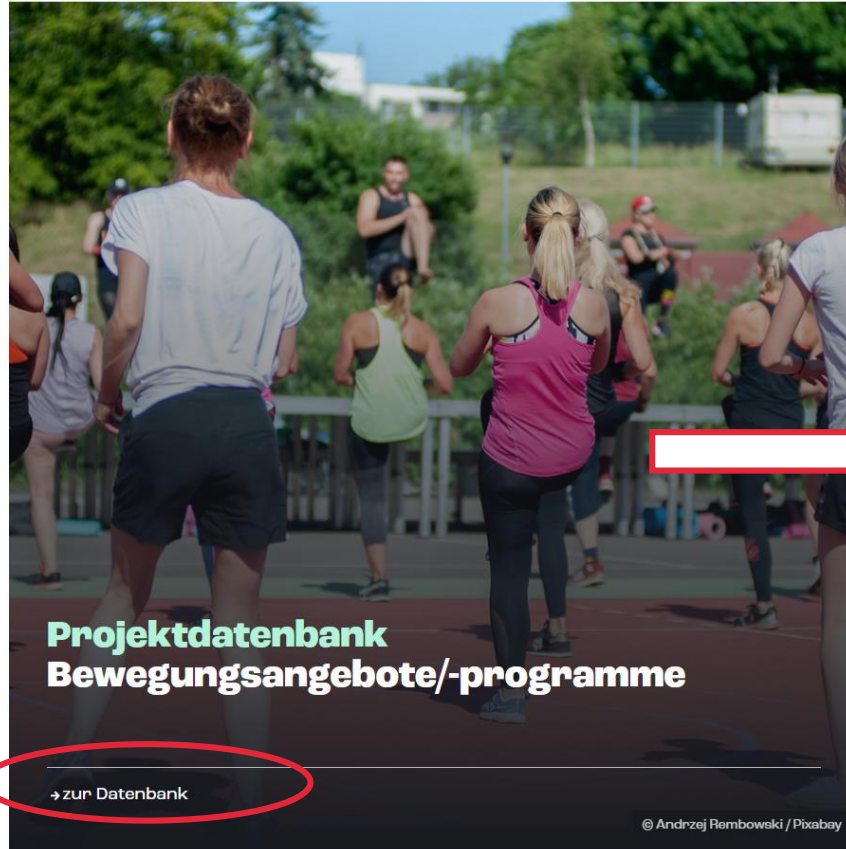 Projektdatenbank
Bewegungsangebote/-programme
→zur Datenbank
© Andrzej Rembowski / Pixabay